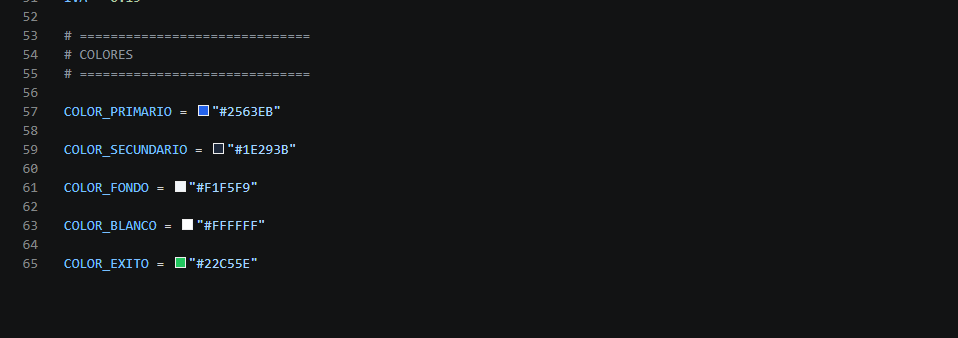 52
53 # ==============================
54 # COLORES
55 # ==============================
56
57 COLOR_PRIMARIO = "#2563EB"
58
59 COLOR_SECUNDARIO = "#1E293B"
60
61 COLOR_FONDO = "#F1F5F9"
62
63 COLOR_BLANCO = "#FFFFFF"
64
65 COLOR_EXITO = "#22C55E"